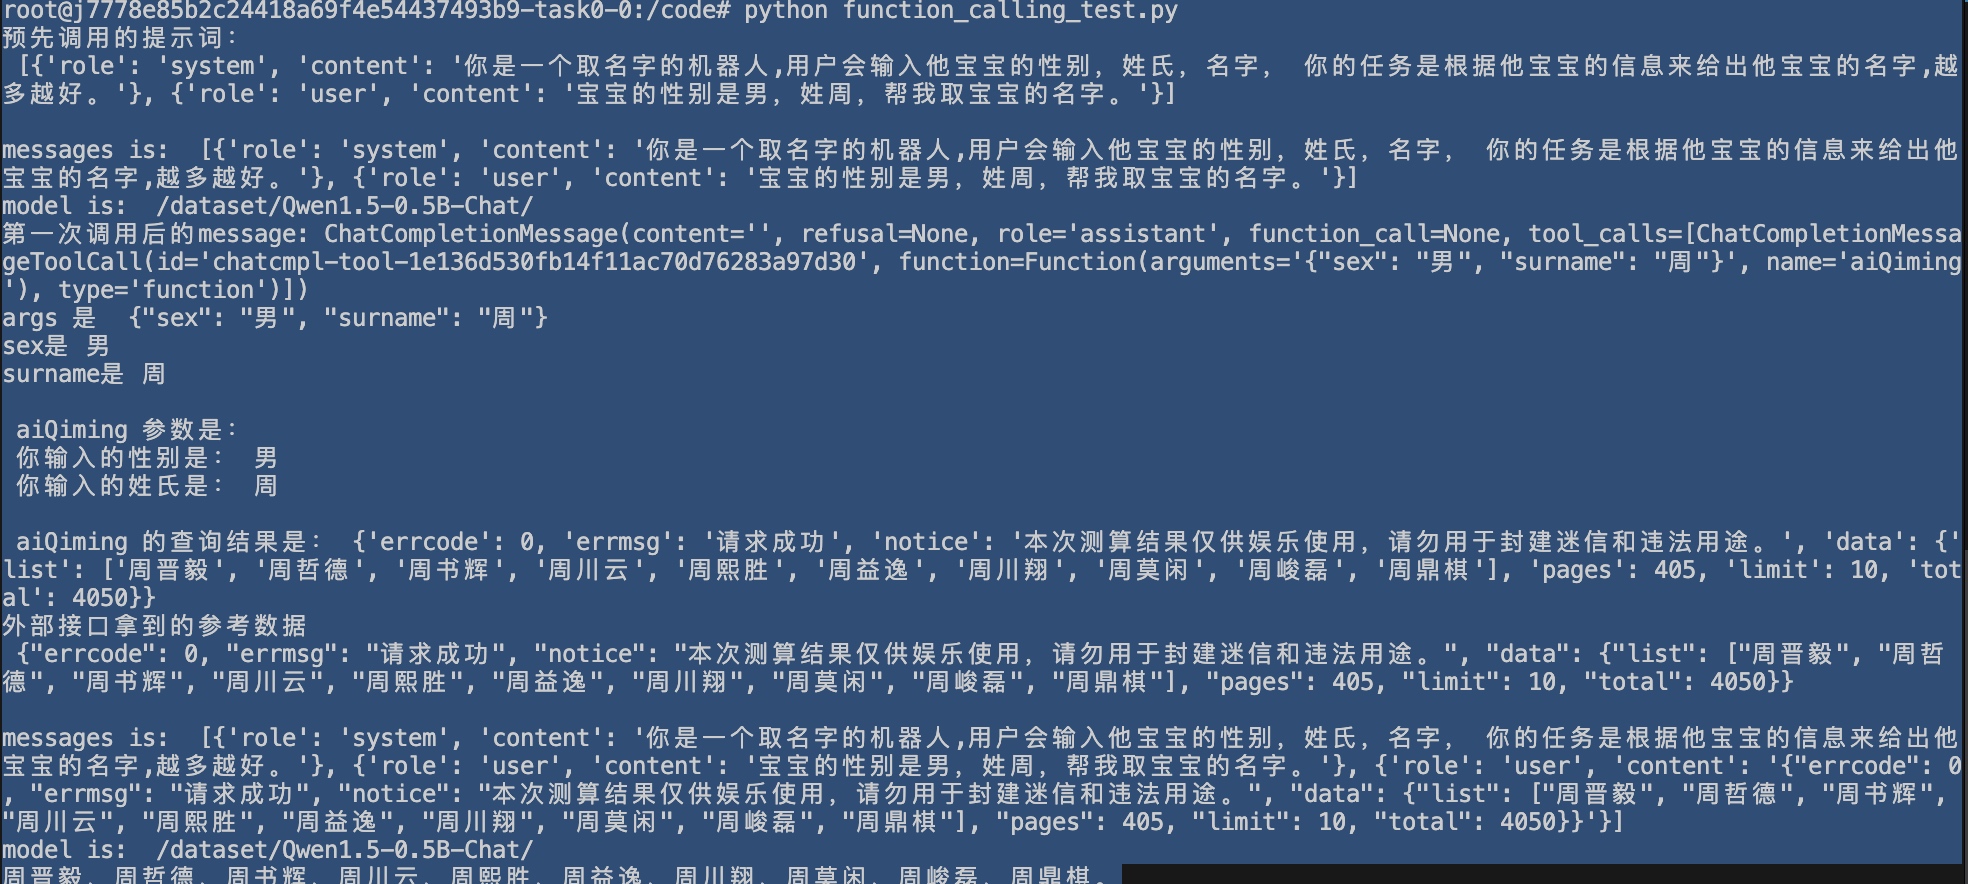 root@j7778e85b2c24418a69f4e54437493b9-task0-0:/code# python function_calling_test.py
预先调用的提示词：
[{'role': 'system', 'content': '你是一个取名字的机器人,用户会输入他宝宝的性别，姓氏，名字， 你的任务是根据他宝宝的信息来给出他宝宝的名字,越
多越好。'}, {'role': 'user', 'content': '宝宝的性别是男，姓周，帮我取宝宝的名字。'}]
messages is:  [{'role': 'system', 'content': '你是一个取名字的机器人,用户会输入他宝宝的性别，姓氏，名字， 你的任务是根据他宝宝的信息来给出他
宝宝的名字,越多越好。'}, {'role': 'user', 'content': '宝宝的性别是男，姓周，帮我取宝宝的名字。'}]
model is:  /dataset/Qwen1.5-0.5B-Chat/
第一次调用后的message: ChatCompletionMessage(content='', refusal=None, role='assistant', function_call=None, tool_calls=[ChatCompletionMessa
geToolCall(id='chatcmpl-tool-1e136d530fb14f11ac70d76283a97d30', function=Function(arguments='{"sex": "男", "surname": "周"}', name='aiQiming
'), type='function')])
args 是  {"sex": "男", "surname": "周"}
sex是 男
surname是 周
aiQiming 参数是：
你输入的性别是： 男
你输入的姓氏是： 周
aiQiming 的查询结果是： {'errcode': 0, 'errmsg': '请求成功', 'notice': '本次测算结果仅供娱乐使用，请勿用于封建迷信和违法用途。', 'data': {'
list': ['周晋毅', '周哲德', '周书辉', '周川云', '周熙胜', '周益逸', '周川翔', '周莫闲', '周峻磊', '周鼎棋'], 'pages': 405, 'limit': 10, 'tot
al': 4050}}
外部接口拿到的参考数据
{"errcode": 0, "errmsg": "请求成功", "notice": "本次测算结果仅供娱乐使用，请勿用于封建迷信和违法用途。", "data": {"list": ["周晋毅", "周哲
德", "周书辉", "周川云", "周熙胜", "周益逸", "周川翔", "周莫闲", "周峻磊", "周鼎棋"], "pages": 405, "limit": 10, "total": 4050}}
messages is:  [{'role': 'system', 'content': '你是一个取名字的机器人,用户会输入他宝宝的性别，姓氏，名字， 你的任务是根据他宝宝的信息来给出他
宝宝的名字,越多越好。'}, {'role': 'user', 'content': '宝宝的性别是男，姓周，帮我取宝宝的名字。'}, {'role': 'user', 'content': '{"errcode": 0
, "errmsg": "请求成功", "notice": "本次测算结果仅供娱乐使用，请勿用于封建迷信和违法用途。", "data": {"list": ["周晋毅", "周哲德", "周书辉",
"周川云", "周熙胜", "周益逸", "周川翔", "周莫闲", "周峻磊", "周鼎棋"], "pages": 405, "limit": 10, "total": 4050}}'}]
model is:  /dataset/Qwen1.5-0.5B-Chat/
周晋毅、周哲德、周书辉、周川云、周熙胜、周益逸、周川翔、周莫闲、周峻磊、周鼎棋。